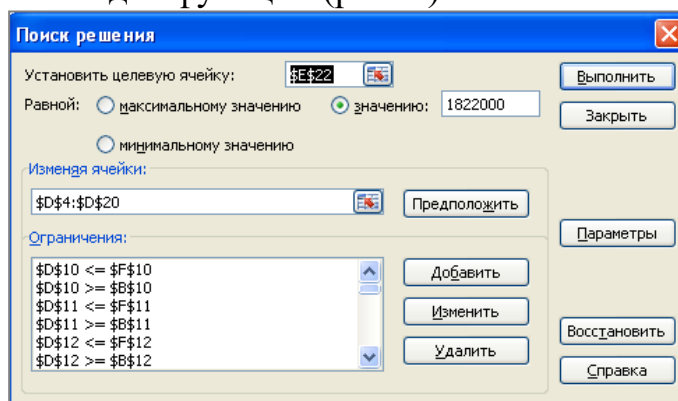 Поиск решения
Установить целевую ячейку: $E$22 Выполнить
Равной: максимальному значению значению: 1822000 Закрыть
минимальному значению
Изменяя ячейки:
$D$4:$D$20 Предположить
Ограничения: Параметры
$D$10 <= $F$10 Добавить
$D$10 >= $B$10
$D$11 <= $F$11 Изменить
$D$11 >= $B$11
$D$12 <= $F$12 Удалить Восстановить
$D$12 >= $B$12
Справка